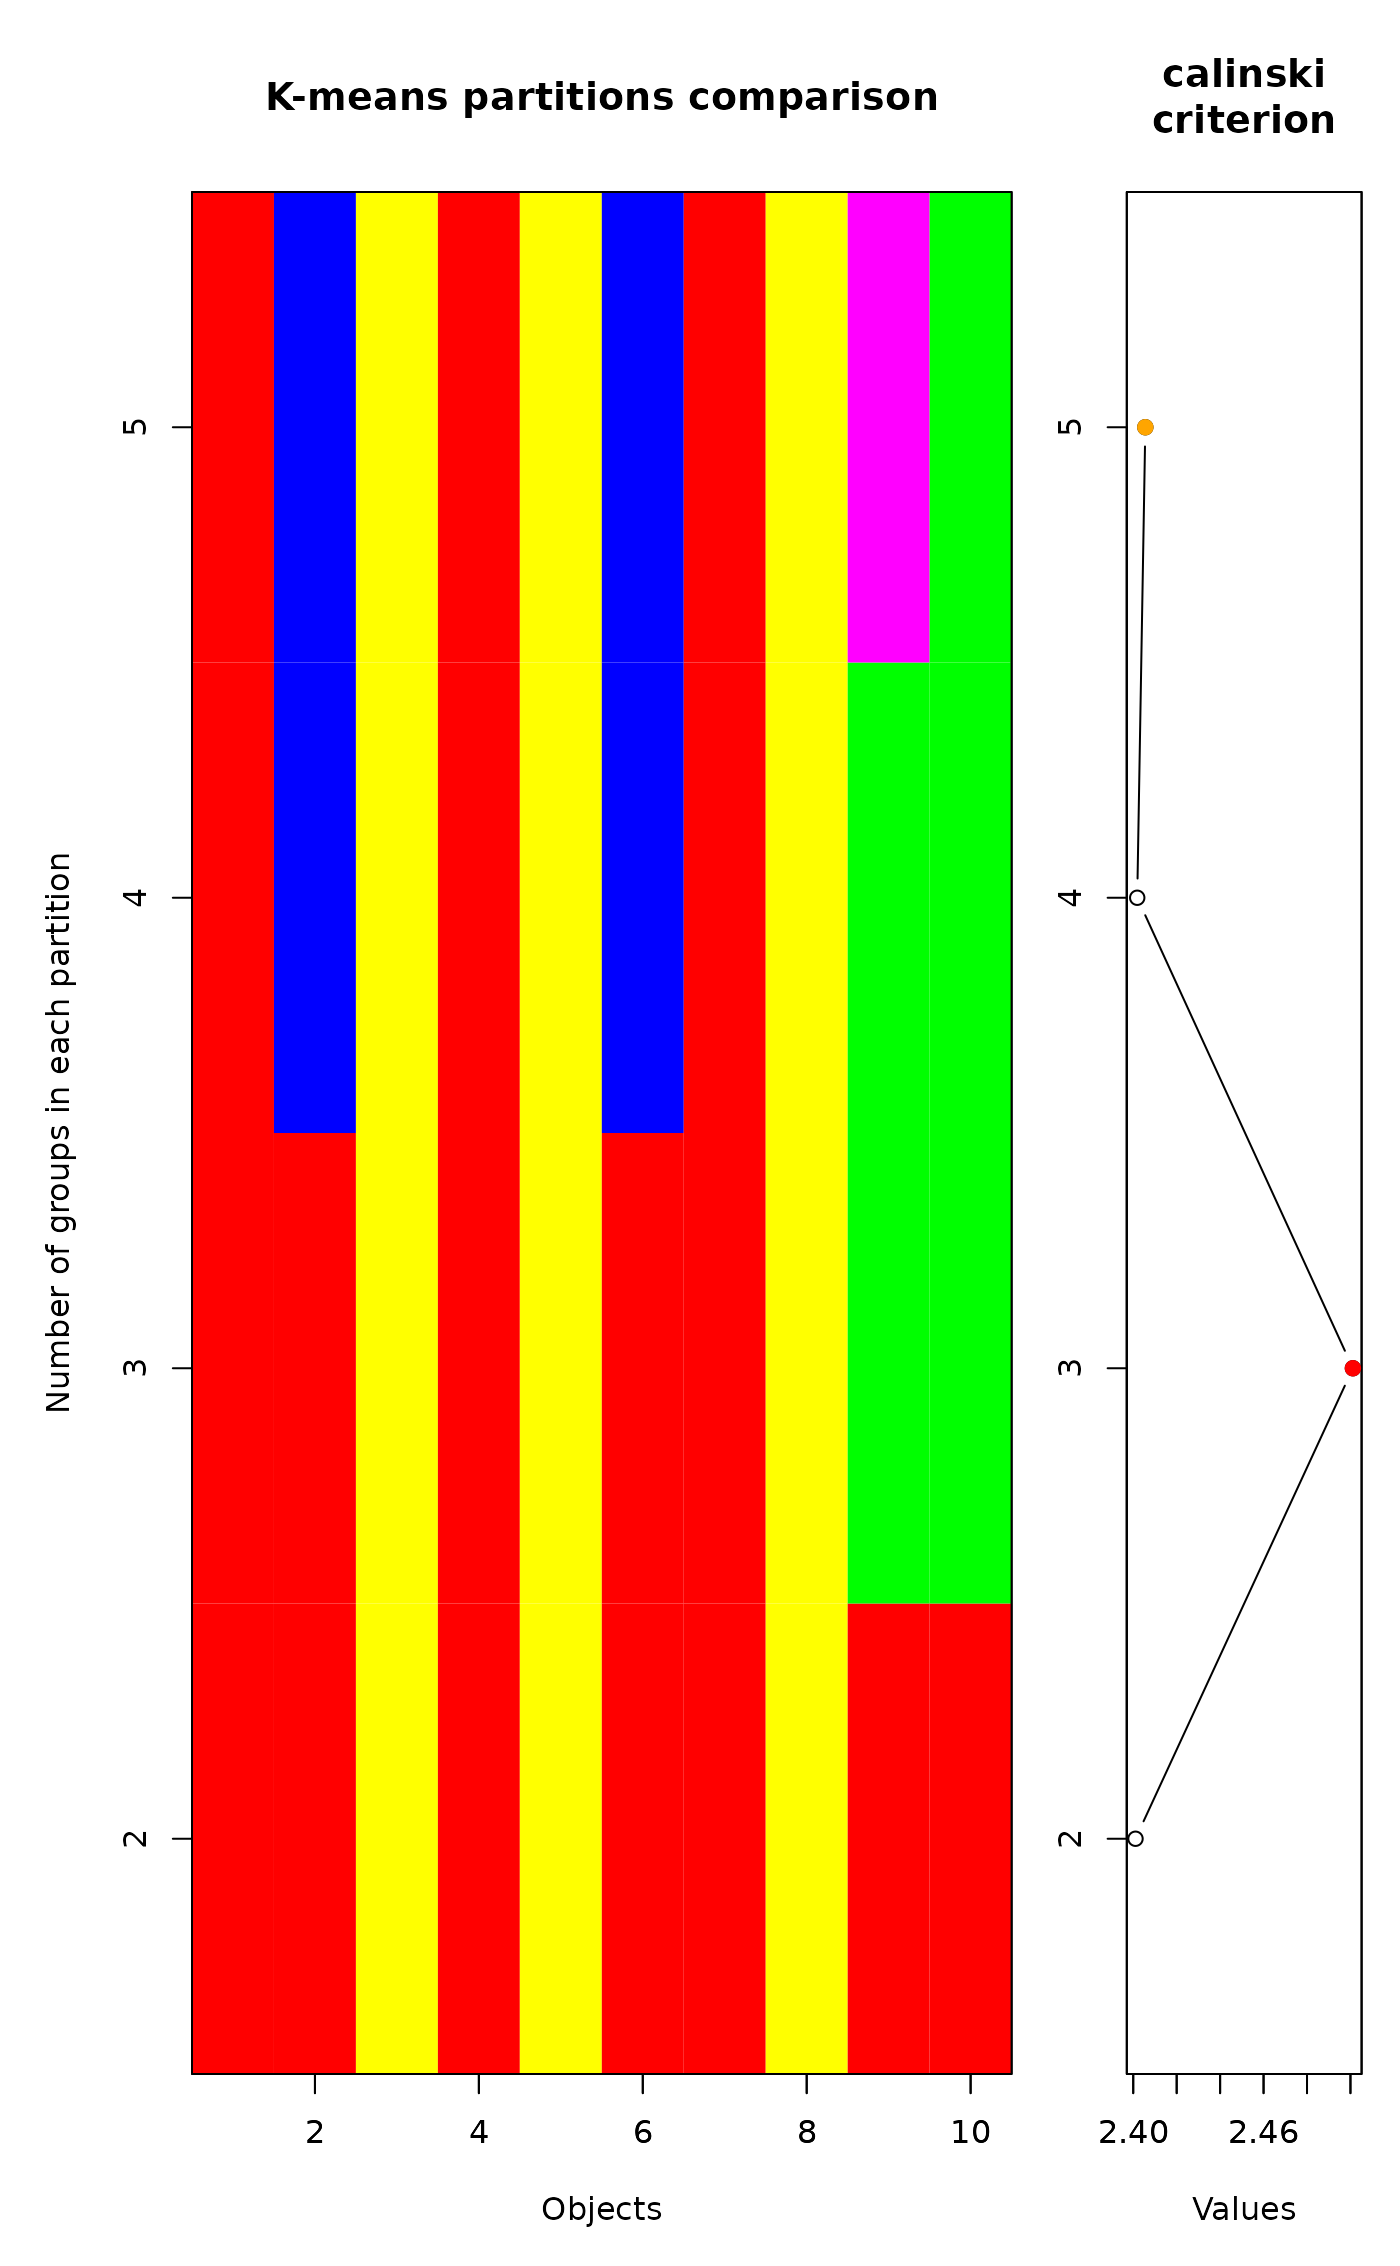 K-means partitions comparison
calinski
criterion
Number of groups in each partition
5
4
3
2
2 4 6 8 10
Objects
5
4
3
2
2.40 2.46
Values